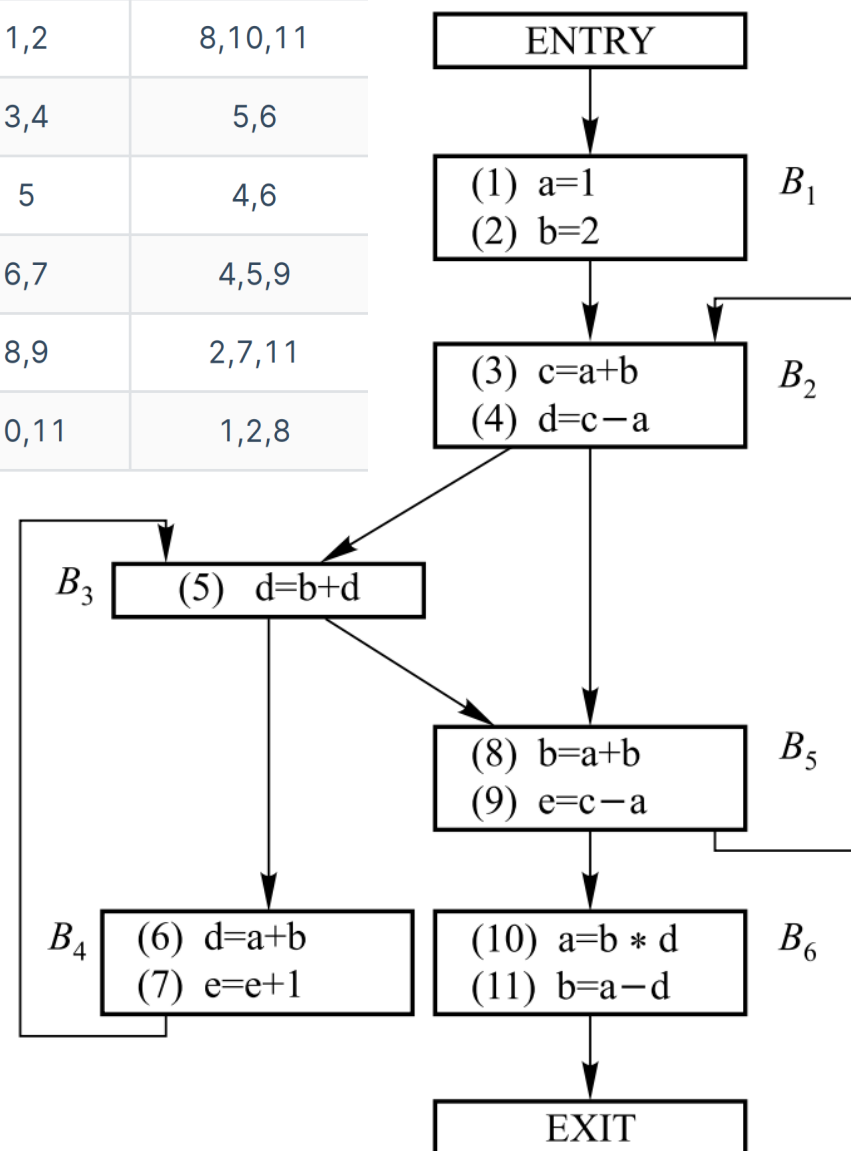 1,2 8,10,11
3,4 5,6
5 4,6
6,7 4,5,9
8,9 2,7,11
0,11 1,2,8
ENTRY
(1) a=1
(2) b=2
B1
(3) c=a+b
(4) d=c−a
B2
B3
(5) d=b+d
(8) b=a+b
(9) e=c−a
B5
B4
(6) d=a+b
(7) e=e+1
(10) a=b * d
(11) b=a−d
B6
EXIT